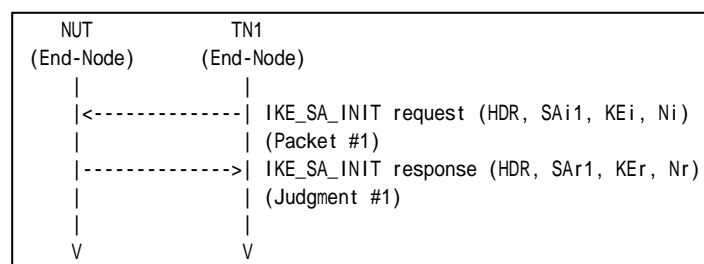 NUT TN1
(End-Node) (End-Node)
| |
|<--------------| IKE_SA_INIT request (HDR, SAi1, KEi, Ni)
| | (Packet #1)
|-------------->| IKE_SA_INIT response (HDR, SAr1, KEr, Nr)
| | (Judgment #1)
| |
V V